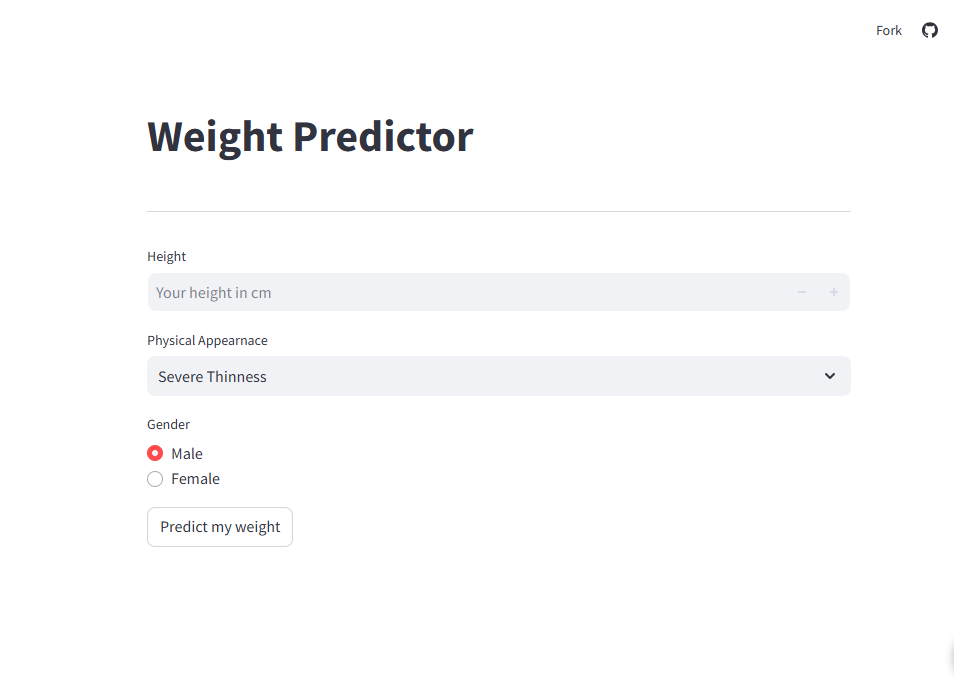 Fork
Weight Predictor
Height
Your height in cm
Physical Appearnace
Severe Thinness
Gender
Male
Female
Predict my weight